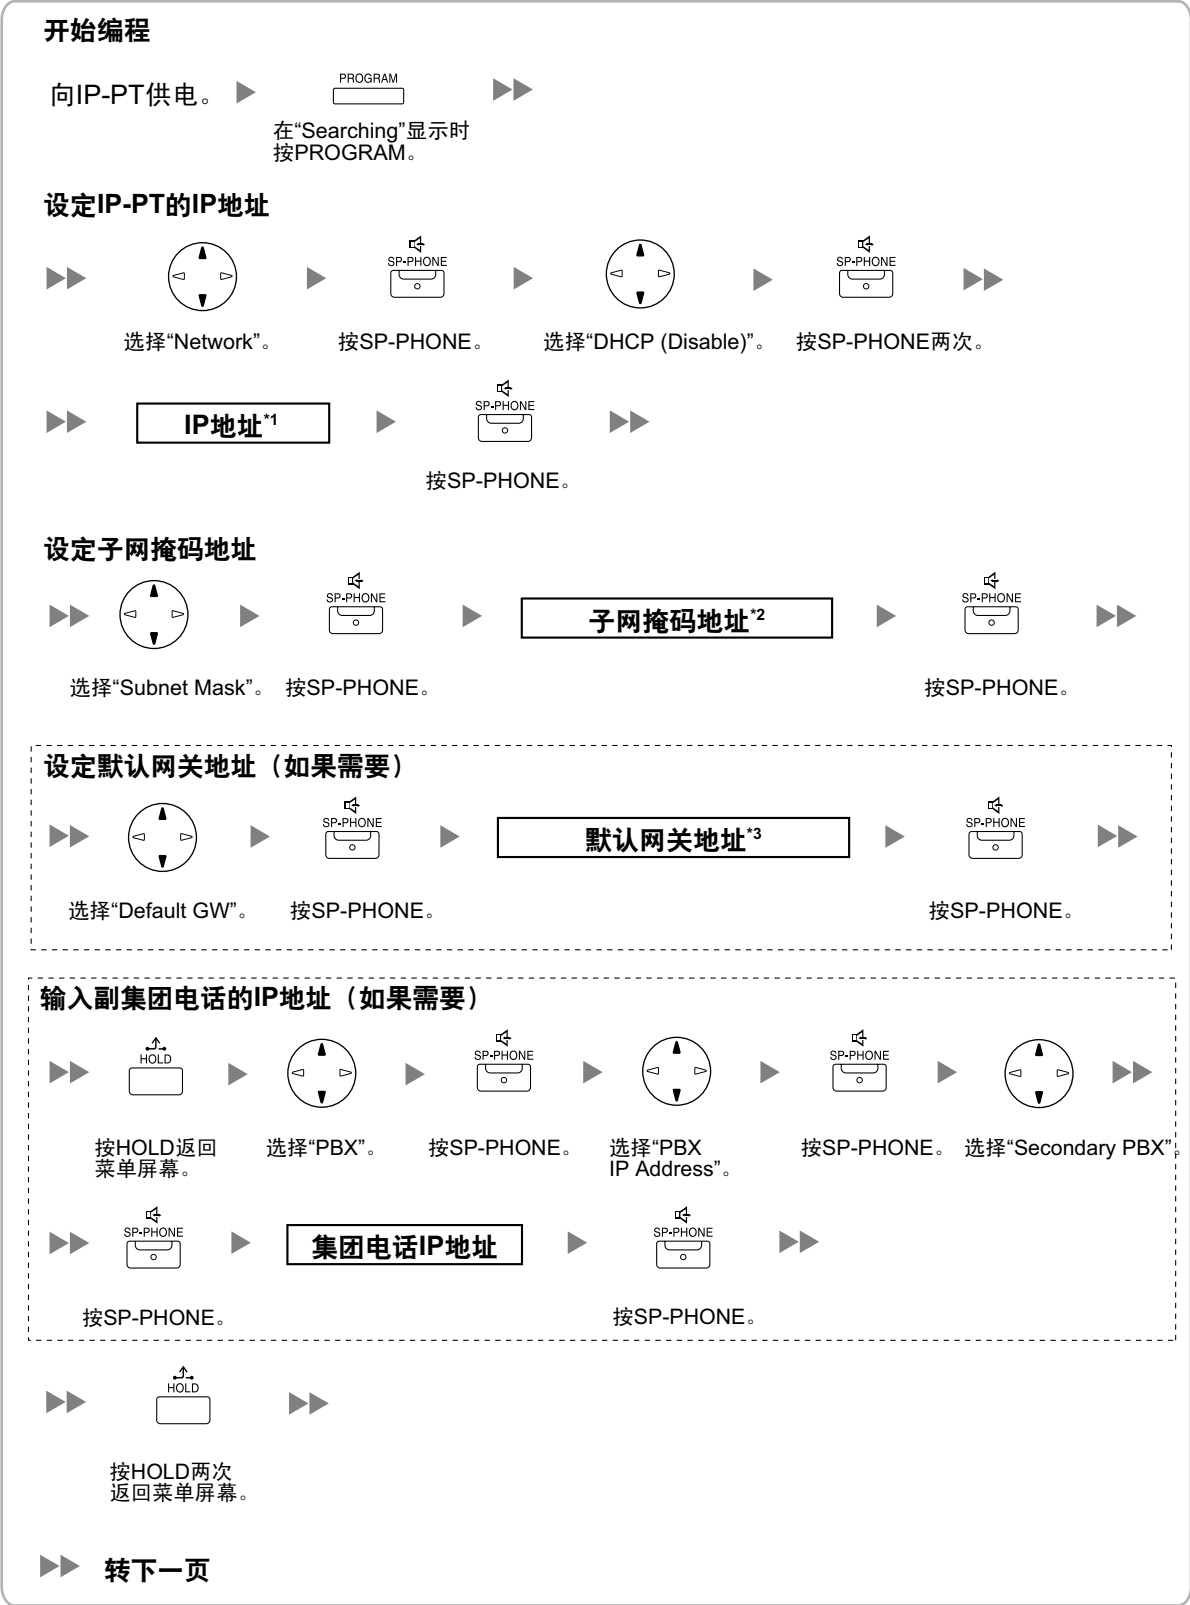 开始编程
向IP-PT供电。
PROGRAM
在“Searching”显示时
按PROGRAM。
设定IP-PT的IP地址
SP-PHONE
SP-PHONE
选择“Network”。
按SP-PHONE。
选择“DHCP (Disable)”。
按SP-PHONE两次。
IP地址*1
SP-PHONE
按SP-PHONE。
设定子网掩码地址
SP-PHONE
子网掩码地址*2
SP-PHONE
选择“Subnet Mask”。
按SP-PHONE。
按SP-PHONE。
设定默认网关地址（如果需要）
SP-PHONE
默认网关地址*3
SP-PHONE
选择“Default GW”。
按SP-PHONE。
按SP-PHONE。
输入副集团电话的IP地址（如果需要）
HOLD
SP-PHONE
SP-PHONE
按HOLD返回
菜单屏幕。
选择“PBX”。
按SP-PHONE。
选择“PBX
IP Address”。
按SP-PHONE。
选择“Secondary PBX”。
SP-PHONE
集团电话IP地址
SP-PHONE
按SP-PHONE。
按SP-PHONE。
HOLD
按HOLD两次
返回菜单屏幕。
转下一页